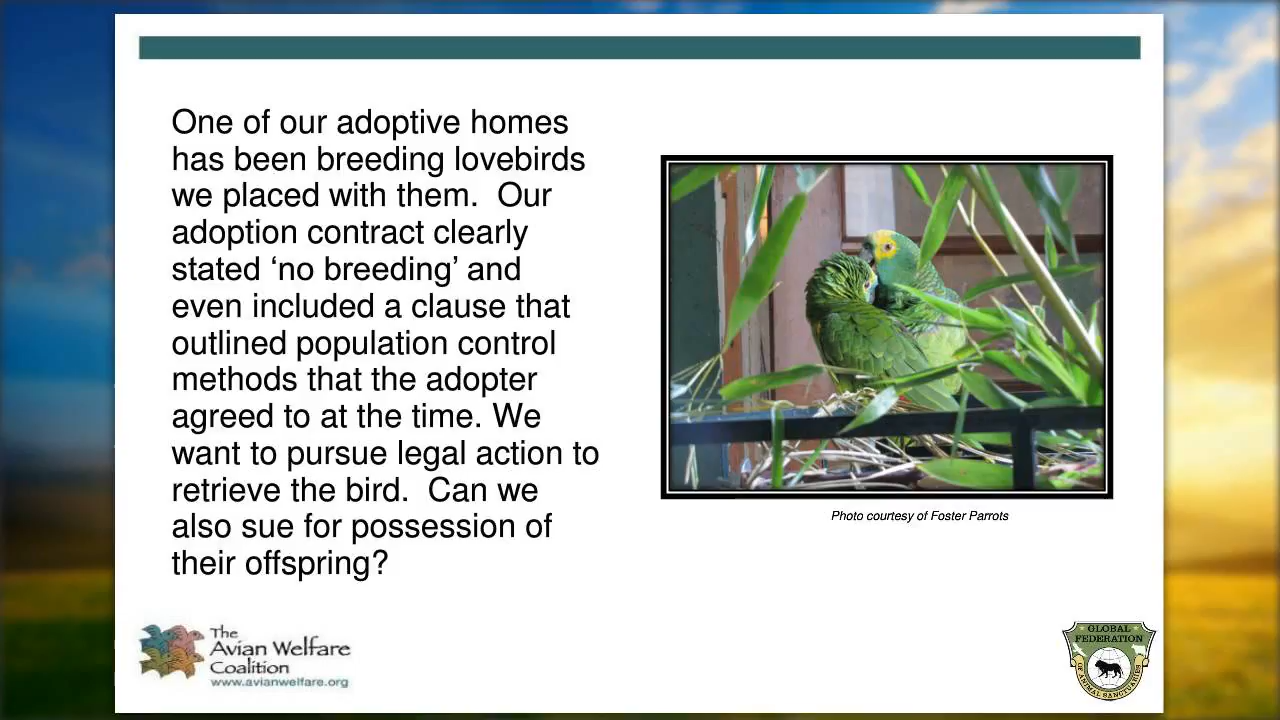 One of our adoptive homes
has been breeding lovebirds
we placed with them.  Our
adoption contract clearly
stated ‘no breeding’ and
even included a clause that
outlined population control
methods that the adopter
agreed to at the time. We
want to pursue legal action to
retrieve the bird.  Can we
also sue for possession of
their offspring?
Photo courtesy of Foster Parrots
The
Avian Welfare
Coalition
www.avianwelfare.org
GLOBAL
FEDERATION
OF ANIMAL SANCTUARIES